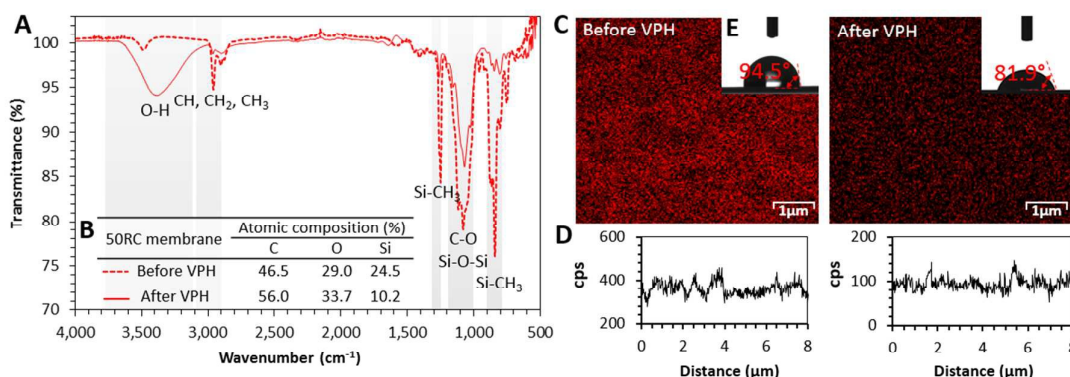 A
100
95
90
85
80
75
70
Transmittance (%)
O-H
CH, CH₂, CH₃
Si-CH₃
C-O
Si-O-Si
Si-CH₃
B
50RC membrane
Atomic composition (%)
C O Si
Before VPH 46.5 29.0 24.5
After VPH 56.0 33.7 10.2
4,000 3,500 3,000 2,500 2,000 1,500 1,000 500
Wavenumber (cm⁻¹)
C Before VPH
E
94.5°
1µm
After VPH
81.9°
1µm
D
600
400
200
cps
0 2 4 6 8
Distance (µm)
200
100
0
cps
0 2 4 6 8
Distance (µm)